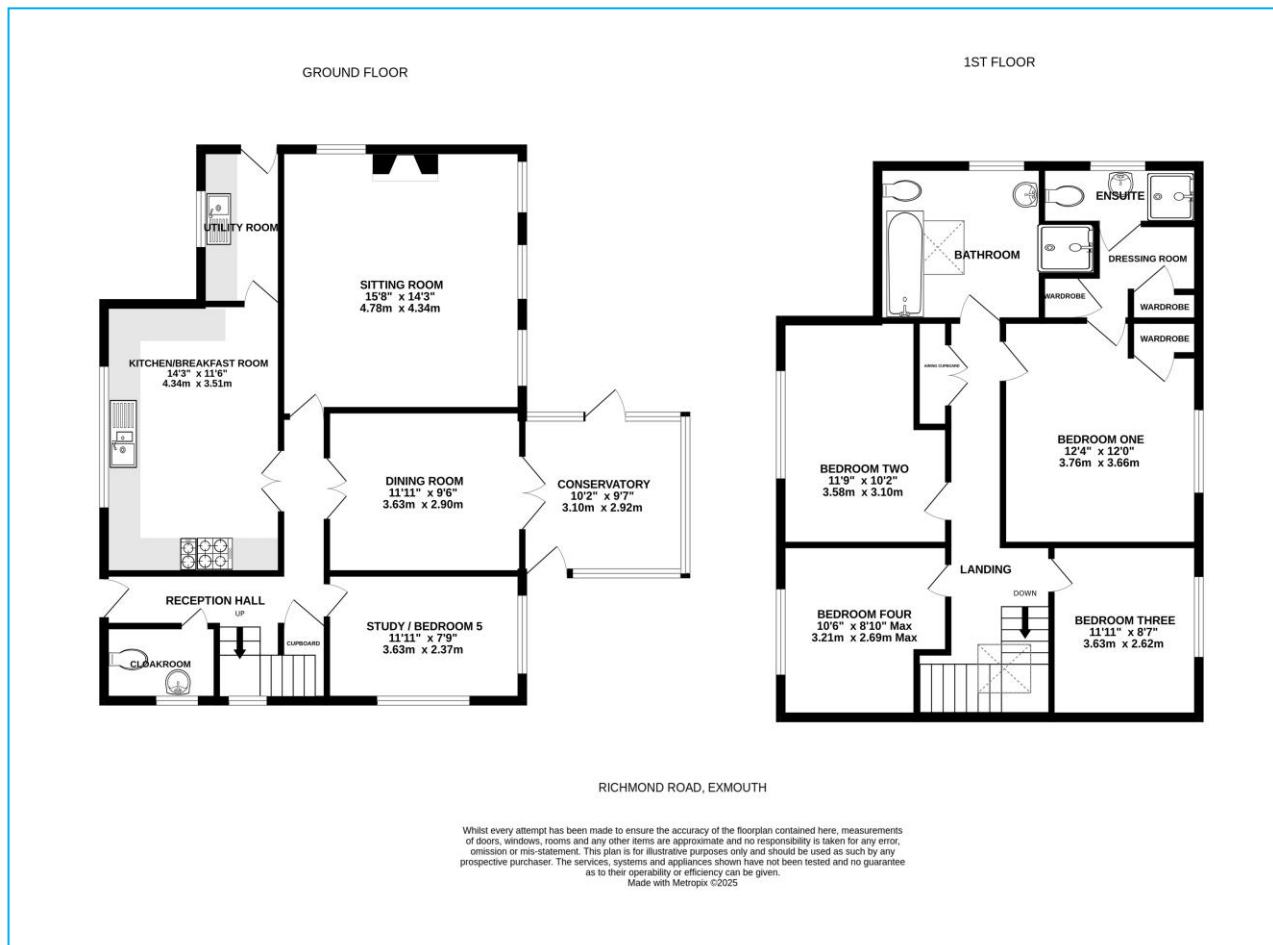 GROUND FLOOR
1ST FLOOR
UTILITY ROOM
SITTING ROOM
15'8" x 14'3"
4.78m x 4.34m
KITCHEN/BREAKFAST ROOM
14'3" x 11'6"
4.34m x 3.51m
DINING ROOM
11'11" x 9'6"
3.63m x 2.90m
CONSERVATORY
10'2" x 9'7"
3.10m x 2.92m
RECEPTION HALL
UP
CUPBOARD
CLOAKROOM
STUDY / BEDROOM 5
11'11" x 7'9"
3.63m x 2.37m
ENSUITE
BATHROOM
DRESSING ROOM
WARDROBE
WARDROBE
WARDROBE
AIRING CUPBOARD
BEDROOM ONE
12'4" x 12'0"
3.76m x 3.66m
BEDROOM TWO
11'9" x 10'2"
3.58m x 3.10m
LANDING
DOWN
BEDROOM FOUR
10'6" x 8'10" Max
3.21m x 2.69m Max
BEDROOM THREE
11'11" x 8'7"
3.63m x 2.62m
RICHMOND ROAD, EXMOUTH
Whilst every attempt has been made to ensure the accuracy of the floorplan contained here, measurements
of doors, windows, rooms and any other items are approximate and no responsibility is taken for any error,
omission or mis-statement. This plan is for illustrative purposes only and should be used as such by any
prospective purchaser. The services, systems and appliances shown have not been tested and no guarantee
as to their operability or efficiency can be given.
Made with Metropix ©2025